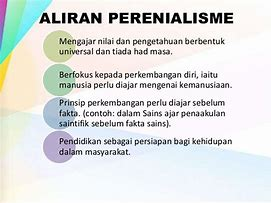 ALIRAN PERENIALISME
Mengajar nilai dan pengetahuan berbentuk
universal dan tiada had masa.
Berfokus kepada perkembangan diri, iaitu
manusia perlu diajar mengenai kemanusiaan.
Prinsip perkembangan perlu diajar sebelum
fakta. (contoh: dalam Sains ajar penaakulan
saintifik sebelum fakta sains).
Pendidikan sebagai persiapan bagi kehidupan
dalam masyarakat.